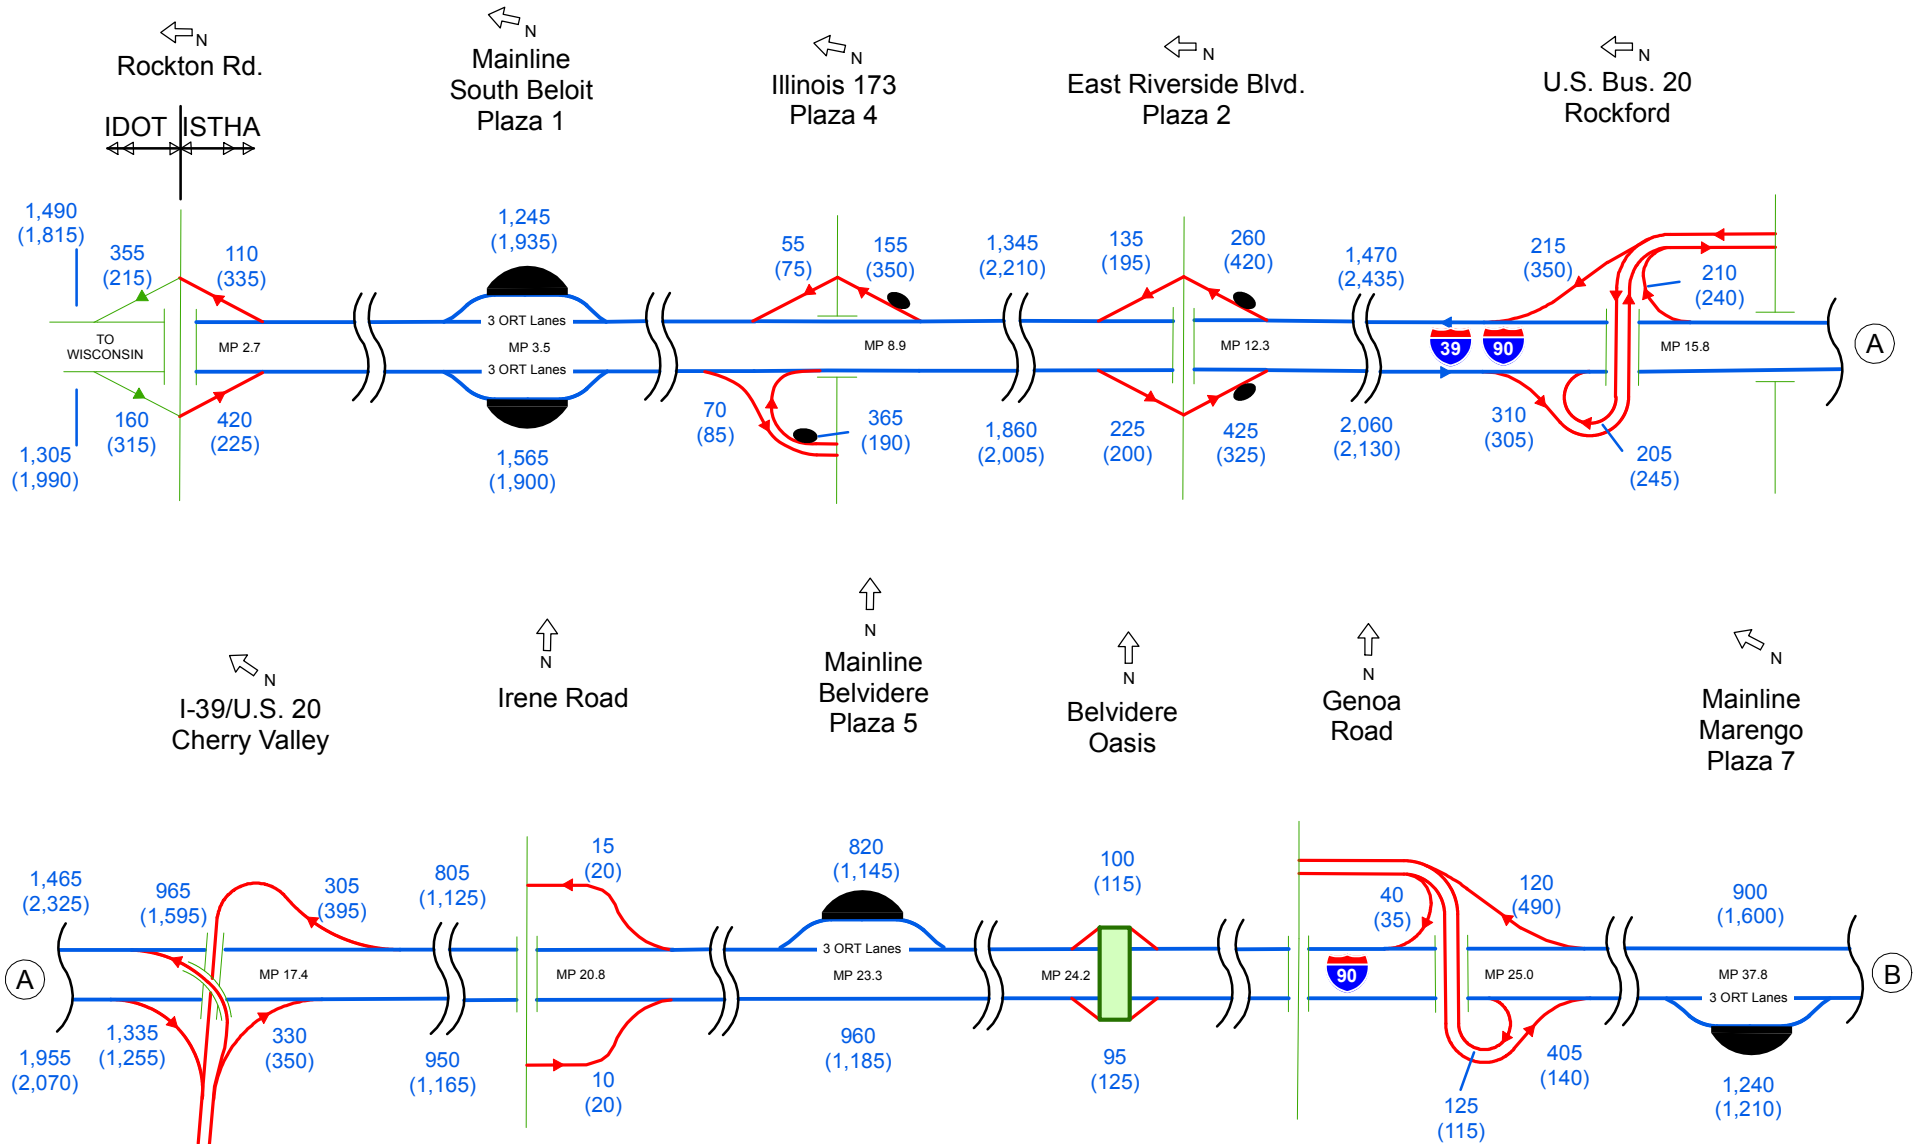 N
Rockton Rd.
N
Mainline
South Beloit
Plaza 1
N
Illinois 173
Plaza 4
N
East Riverside Blvd.
Plaza 2
N
U.S. Bus. 20
Rockford
IDOT
ISTHA
1,490
(1,815)
355
(215)
110
(335)
1,245
(1,935)
55
(75)
155
(350)
1,345
(2,210)
135
(195)
260
(420)
1,470
(2,435)
215
(350)
210
(240)
TO
WISCONSIN
MP 2.7
3 ORT Lanes
MP 3.5
3 ORT Lanes
MP 8.9
MP 12.3
39
90
MP 15.8
A
1,305
(1,990)
160
(315)
420
(225)
1,565
(1,900)
70
(85)
365
(190)
1,860
(2,005)
225
(200)
425
(325)
2,060
(2,130)
310
(305)
205
(245)
N
I-39/U.S. 20
Cherry Valley
N
Irene Road
N
Mainline
Belvidere
Plaza 5
N
Belvidere
Oasis
N
Genoa
Road
N
Mainline
Marengo
Plaza 7
1,465
(2,325)
965
(1,595)
305
(395)
805
(1,125)
15
(20)
820
(1,145)
100
(115)
40
(35)
120
(490)
900
(1,600)
A
MP 17.4
MP 20.8
3 ORT Lanes
MP 23.3
MP 24.2
90
MP 25.0
MP 37.8
3 ORT Lanes
B
1,955
(2,070)
1,335
(1,255)
330
(350)
950
(1,165)
10
(20)
960
(1,185)
95
(125)
125
(115)
405
(140)
1,240
(1,210)